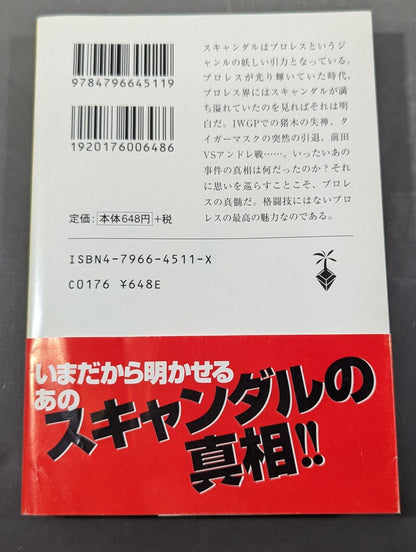 9784796645119
1920176006486
定価:本体648円+税
ISBN4-7966-4511-X
C0176 ¥648E
スキャンダルはプロレスというジ
ャンルの妖しい引力となっている。
プロレスが光り輝いていた時代、
プロレス界にはスキャンダルが満
ち溢れていたのを見ればそれは明
白だ。IWGPでの猪木の失神、タ
イガーマスクの突然の引退、前田
VSアンドレ戦……。いったいあの
事件の真相は何だったのか?それ
に思いを巡らすことこそ、プロレ
スの真髄だ。格闘技にはないプロ
レスの最高の魅力なのである。
いまだから明かせる
あの
スキャンダルの
真相!!